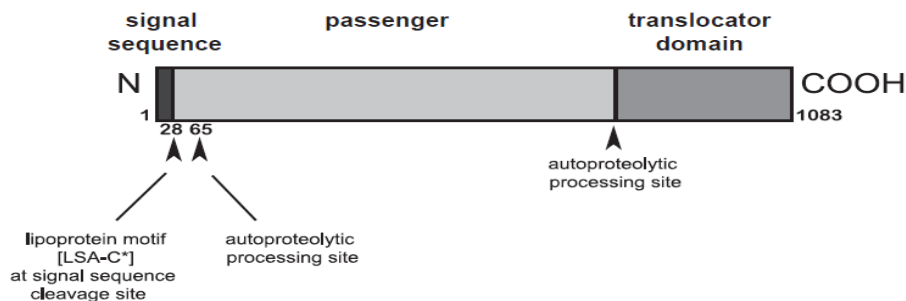 signal
sequence
passenger
translocator
domain
N
COOH
1
28 65
1083
lipoprotein motif
[LSA-C*]
at signal sequence
cleavage site
autoproteolytic
processing site
autoproteolytic
processing site